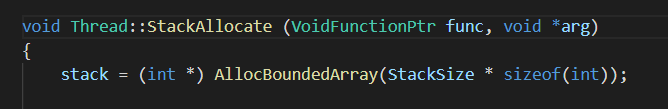 void Thread::StackAllocate (VoidFunctionPtr func, void *arg)
{
    stack = (int *) AllocBoundedArray(StackSize * sizeof(int));